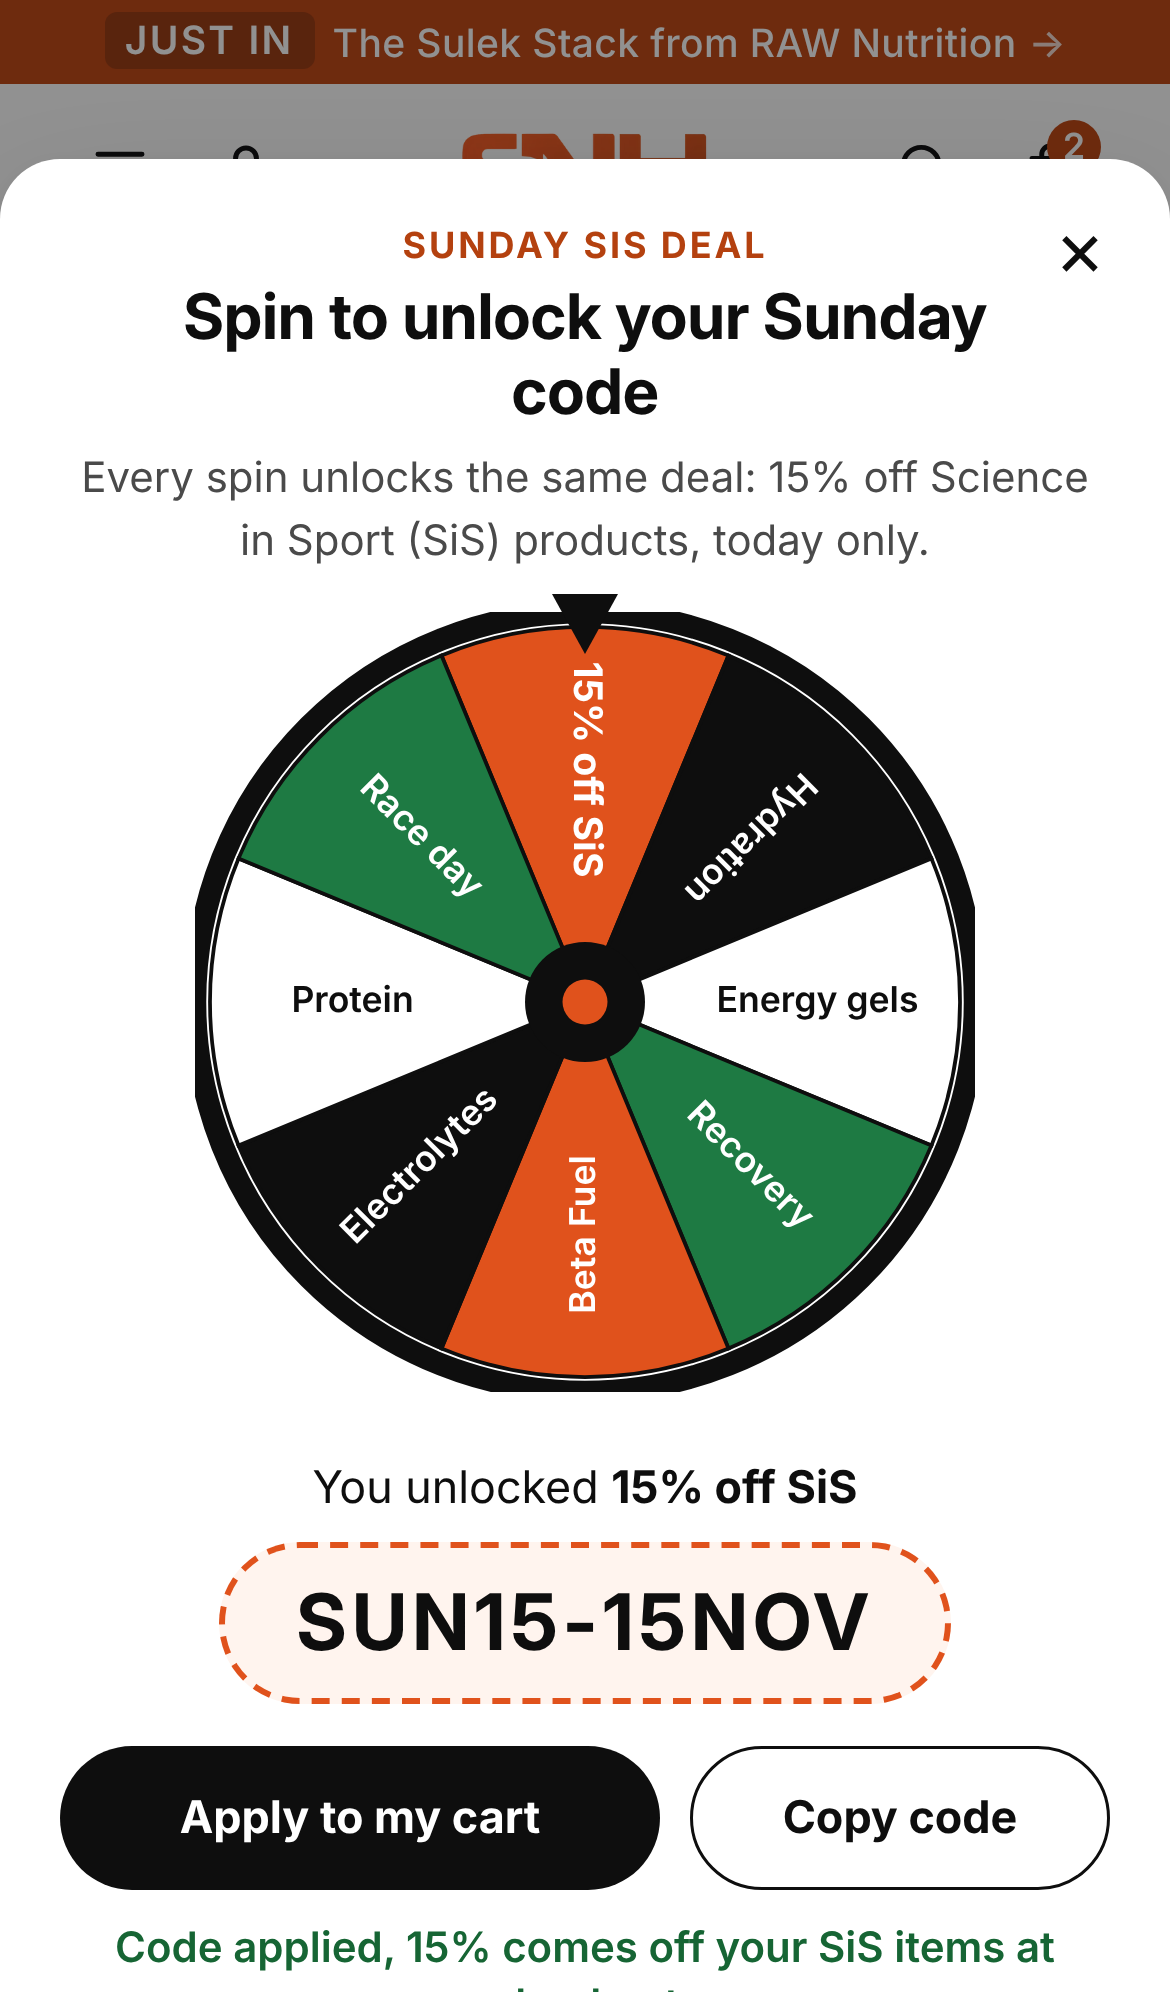 JUST IN The Sulek Stack from RAW Nutrition →
2
SUNDAY SIS DEAL
Spin to unlock your Sunday
code
Every spin unlocks the same deal: 15% off Science
in Sport (SiS) products, today only.
15% off SiS
Hydration
Energy gels
Recovery
Beta Fuel
Electrolytes
Protein
Race day
You unlocked 15% off SiS
SUN15-15NOV
Apply to my cart
Copy code
Code applied, 15% comes off your SiS items at